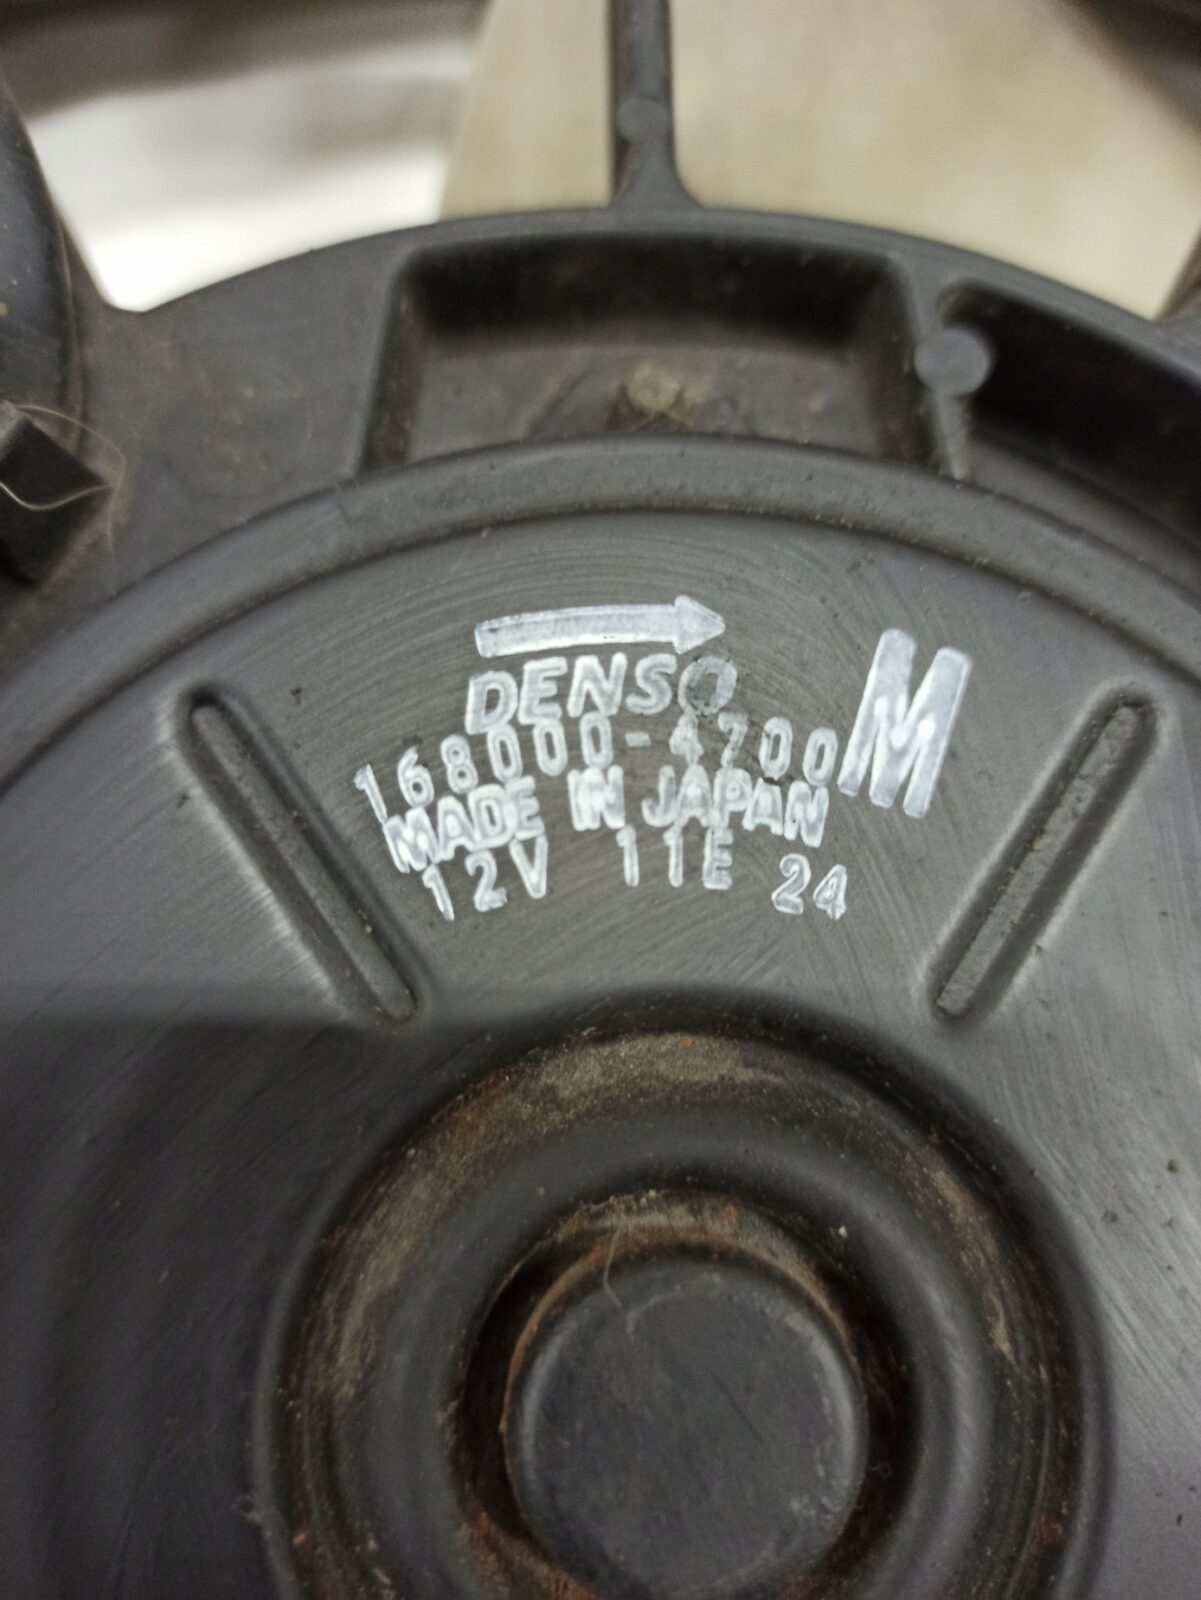 DENSO
168000-4700 M
MADE IN JAPAN
12V 11E 24